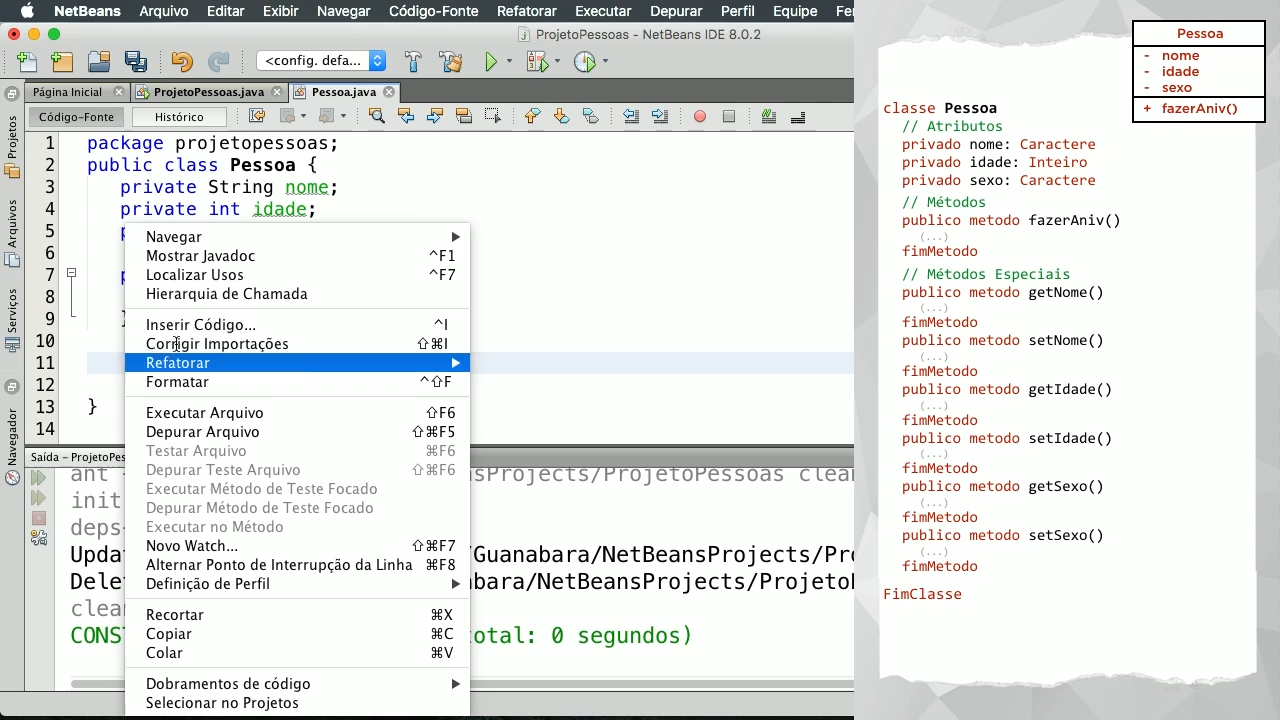 NetBeans Arquivo Editar Exibir Navegar Código-Fonte Refatorar Executar Depurar Perfil Equipe
ProjetoPessoas - NetBeans IDE 8.0.2
<config. defa...
Página Inicial ProjetoPessoas.java Pessoa.java
Código-Fonte Histórico
Projetos
Arquivos
Serviços
Navegador
1 package projetopessoas;
2 public class Pessoa {
3 private String nome;
4 private int idade;
5
6
7
8
9 }
10
11
12
13 }
14
Navegar
Mostrar Javadoc ^F1
Localizar Usos ^F7
Hierarquia de Chamada
Inserir Código... ^I
Corrigir Importações ⇧⌘I
Refatorar
Formatar ^⇧F
Executar Arquivo ⇧F6
Depurar Arquivo ⇧⌘F5
Testar Arquivo ⌘F6
Depurar Teste Arquivo ⇧⌘F6
Executar Método de Teste Focado
Depurar Método de Teste Focado
Executar no Método
Novo Watch... ⇧⌘F7
Alternar Ponto de Interrupção da Linha ⌘F8
Definição de Perfil
Recortar ⌘X
Copiar ⌘C
Colar ⌘V
Dobramentos de código
Selecionar no Projetos
Saída - ProjetoPes
ant nsProjects/ProjetoPessoas clean
init
deps-
Updat /Guanabara/NetBeansProjects/Pro
Delet bara/NetBeansProjects/ProjetoP
clean
CONST total: 0 segundos)
Pessoa
- nome
- idade
- sexo
+ fazerAniv()
classe Pessoa
// Atributos
privado nome: Caractere
privado idade: Inteiro
privado sexo: Caractere
// Métodos
publico metodo fazerAniv()
(...)
fimMetodo
// Métodos Especiais
publico metodo getNome()
(...)
fimMetodo
publico metodo setNome()
(...)
fimMetodo
publico metodo getIdade()
(...)
fimMetodo
publico metodo setIdade()
(...)
fimMetodo
publico metodo getSexo()
(...)
fimMetodo
publico metodo setSexo()
(...)
fimMetodo
FimClasse